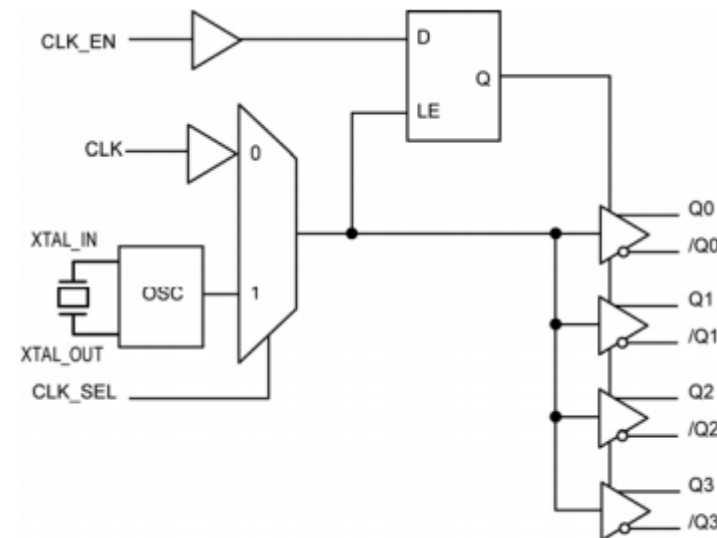 CLK_EN
D
Q
LE
CLK
0
XTAL_IN
OSC
1
XTAL_OUT
CLK_SEL
Q0
/Q0
Q1
/Q1
Q2
/Q2
Q3
/Q3